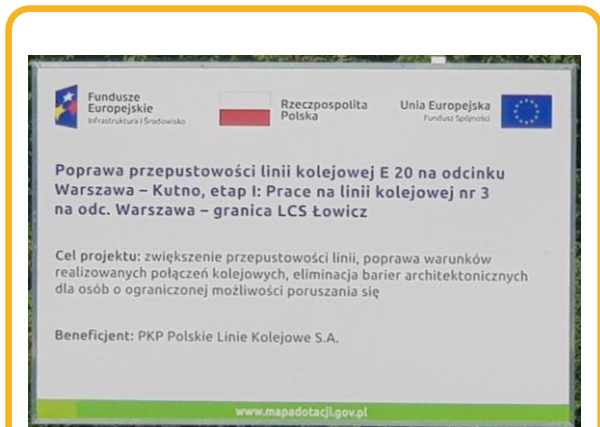 Fundusze
Europejskie
Infrastruktura i Środowisko
Rzeczpospolita
Polska
Unia Europejska
Fundusz Spójności
Poprawa przepustowości linii kolejowej E 20 na odcinku
Warszawa – Kutno, etap I: Prace na linii kolejowej nr 3
na odc. Warszawa – granica LCS Łowicz
Cel projektu: zwiększenie przepustowości linii, poprawa warunków
realizowanych połączeń kolejowych, eliminacja barier architektonicznych
dla osób o ograniczonej możliwości poruszania się
Beneficjent: PKP Polskie Linie Kolejowe S.A.
www.mapadotacji.gov.pl